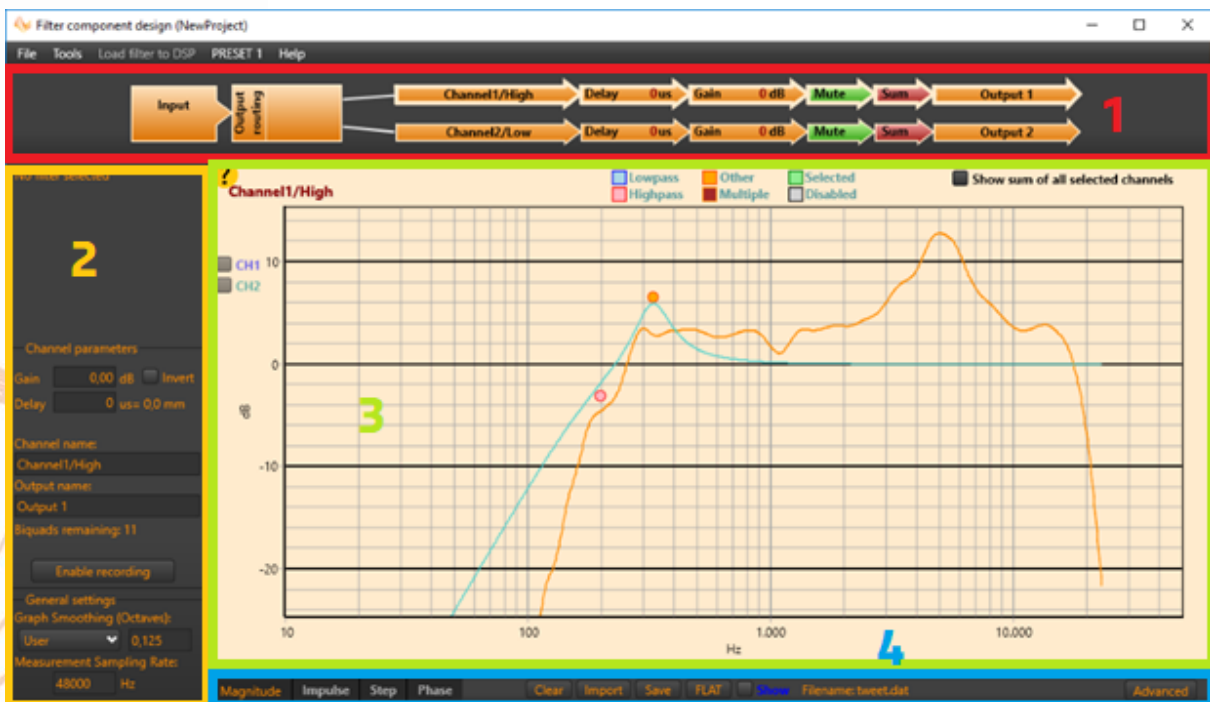 Filter component design (NewProject)
File Tools Load filter to DSP PRESET 1 Help
Input
Output routing
Channel1/High Delay 0us Gain 0 dB Mute Sum Output 1
Channel2/Low Delay 0us Gain 0 dB Mute Sum Output 2
1
No filter selected
2
Channel parameters
Gain 0,00 dB Invert
Delay 0 us= 0,0 mm
Channel name:
Channel1/High
Output name:
Output 1
Biquads remaining: 11
Enable recording
General settings
Graph Smoothing (Octaves):
User 0,125
Measurement Sampling Rate:
48000 Hz
?
Channel1/High
Lowpass Other Selected
Highpass Multiple Disabled
Show sum of all selected channels
CH1
CH2
10
0
-10
-20
dB
3
10 100 1.000 10.000
Hz
4
Magnitude Impulse Step Phase Clear Import Save FLAT Show Filename: tweet.dat Advanced